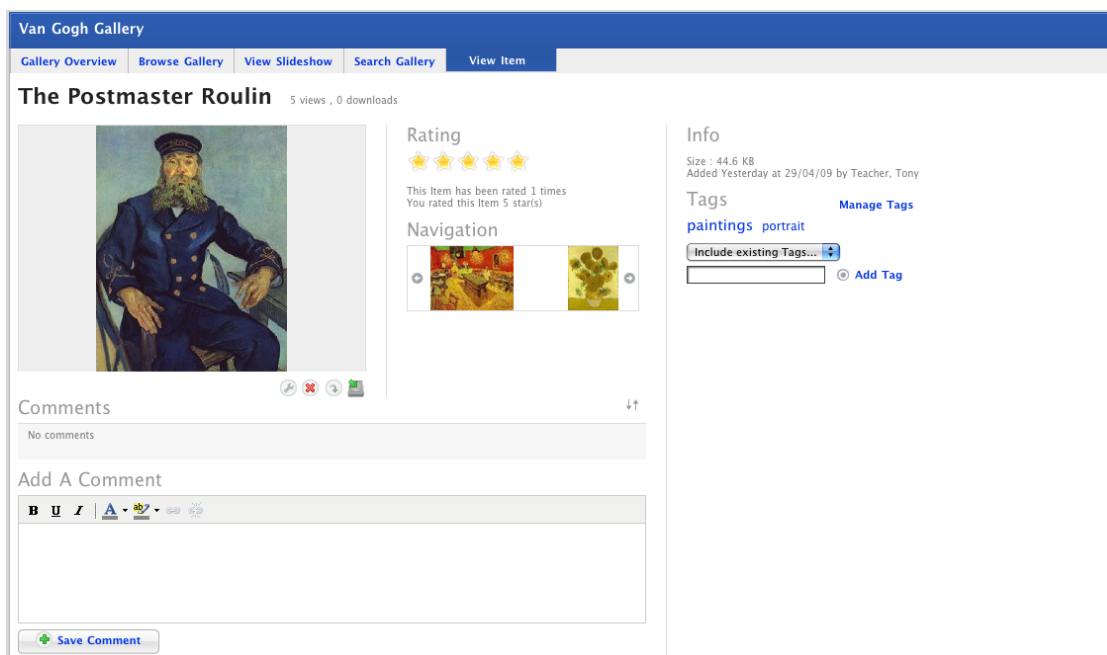 Van Gogh Gallery
Gallery Overview Browse Gallery View Slideshow Search Gallery View Item
The Postmaster Roulin 5 views , 0 downloads
Rating
This Item has been rated 1 times
You rated this Item 5 star(s)
Navigation
Info
Size : 44.6 KB
Added Yesterday at 29/04/09 by Teacher, Tony
Tags Manage Tags
paintings portrait
Include existing Tags...
Add Tag
Comments
No comments
Add A Comment
B U I A ab
Save Comment